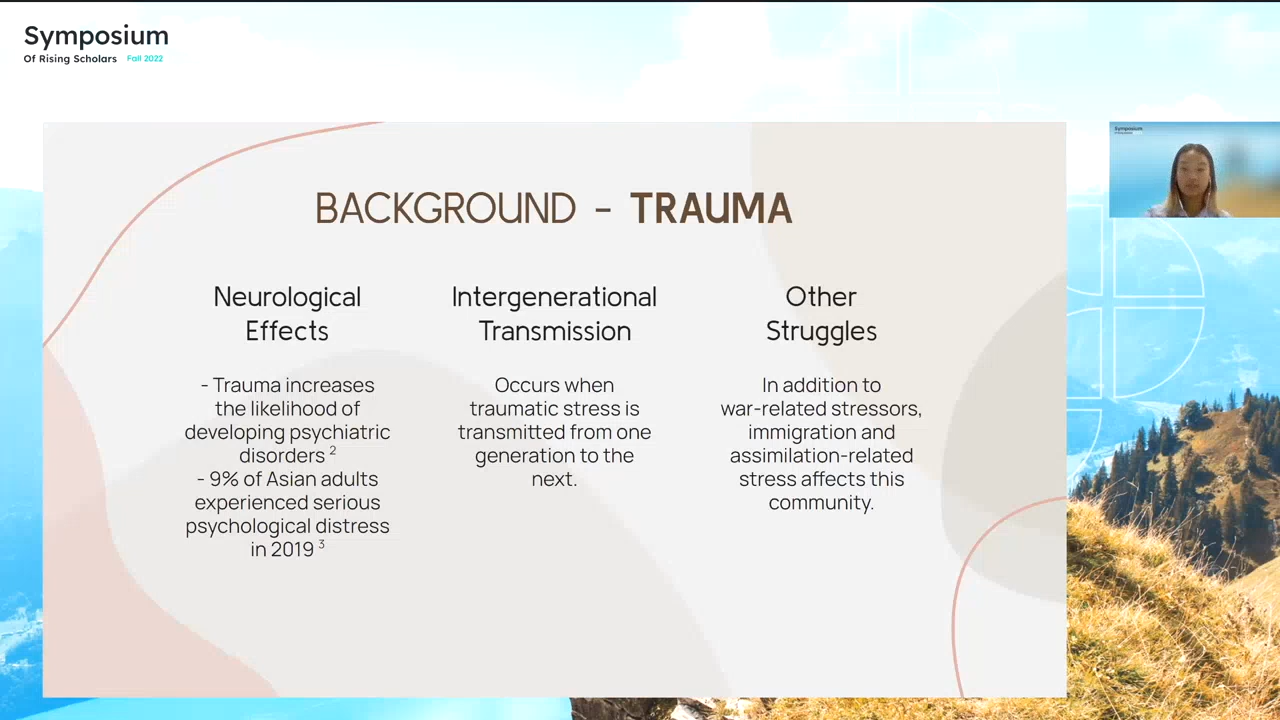 Symposium
Of Rising Scholars Fall 2022
Symposium
BACKGROUND - TRAUMA
Neurological
Effects
- Trauma increases
the likelihood of
developing psychiatric
disorders 2
- 9% of Asian adults
experienced serious
psychological distress
in 2019 3
Intergenerational
Transmission
Occurs when
traumatic stress is
transmitted from one
generation to the
next.
Other
Struggles
In addition to
war-related stressors,
immigration and
assimilation-related
stress affects this
community.